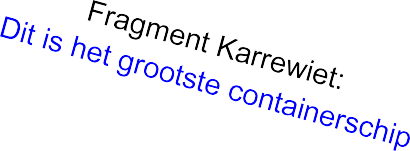 Fragment Karrewiet:
Dit is het grootste containerschip